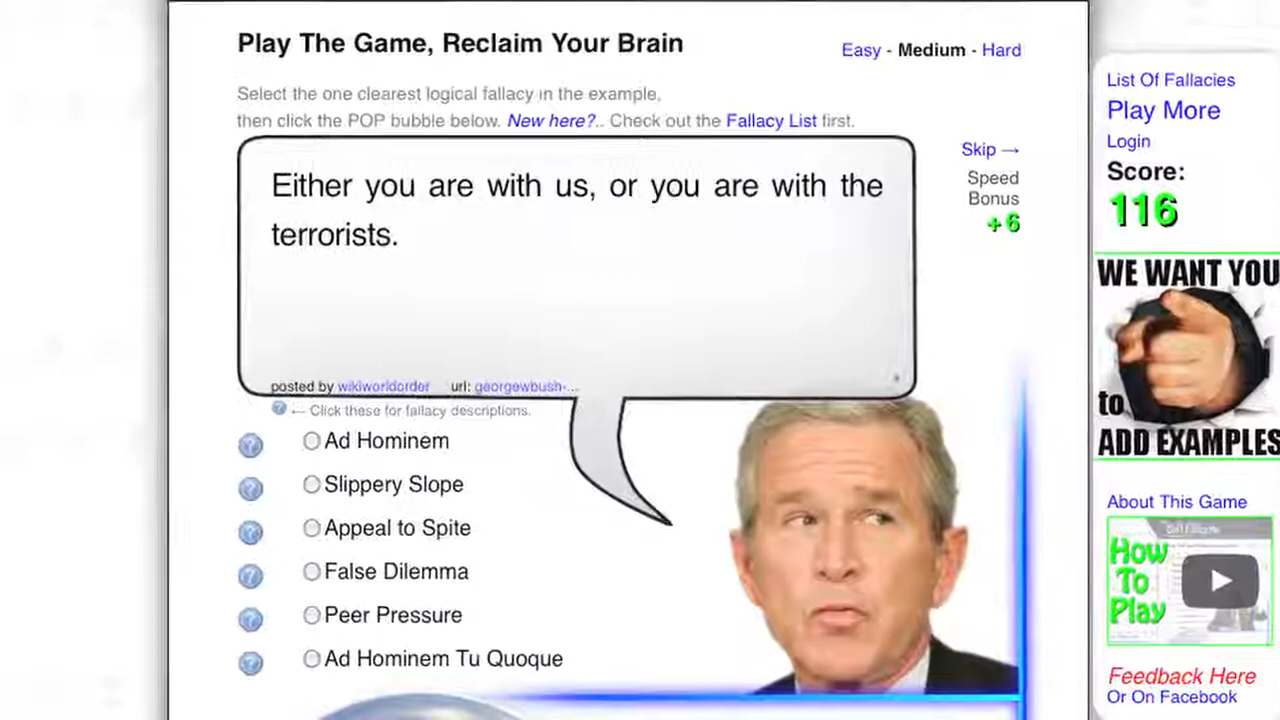 Play The Game, Reclaim Your Brain
Easy - Medium - Hard
Select the one clearest logical fallacy in the example,
then click the POP bubble below. New here?.. Check out the Fallacy List first.
Either you are with us, or you are with the
terrorists.
posted by wikiworldorder url: georgewbush-...
Skip →
Speed
Bonus
+6
? ← Click these for fallacy descriptions.
? Ad Hominem
? Slippery Slope
? Appeal to Spite
? False Dilemma
? Peer Pressure
? Ad Hominem Tu Quoque
List Of Fallacies
Play More
Login
Score:
116
WE WANT YOU
to
ADD EXAMPLES
About This Game
How
To
Play
Feedback Here
Or On Facebook